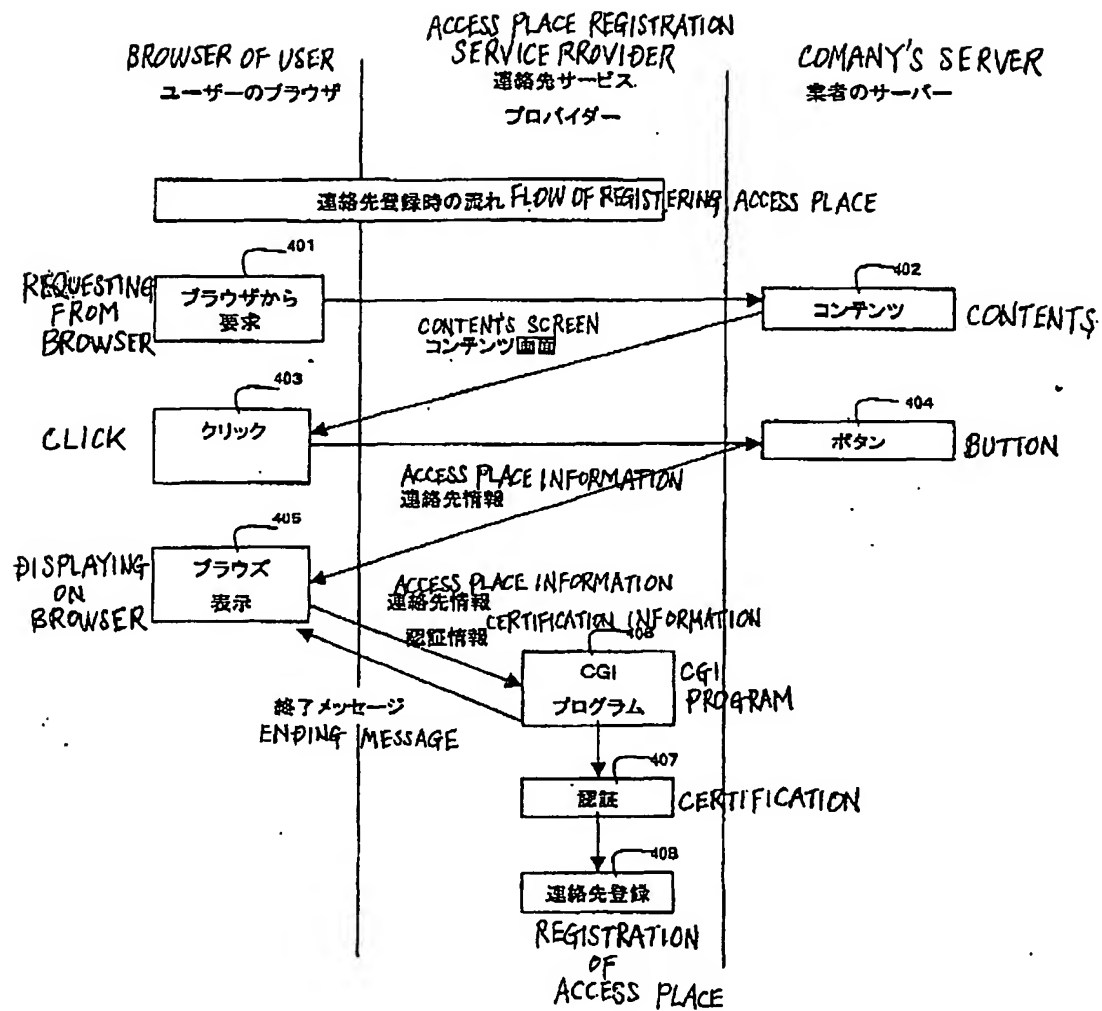 BROWSER OF USER
ユーザーのブラウザ
ACCESS PLACE REGISTRATION
SERVICE RROVIDER
連絡先サービス
プロバイダー
COMANY'S SERVER
業者のサーバー
連絡先登録時の流れ FLOW OF REGISTERING ACCESS PLACE
401
REQUESTING
FROM
BROWSER
ブラウザから
要求
402
コンテンツ
CONTENTS
CONTENTS SCREEN
コンテンツ画面
403
CLICK
クリック
404
ボタン
BUTTON
ACCESS PLACE INFORMATION
連絡先情報
405
DISPLAYING
ON
BROWSER
ブラウズ
表示
ACCESS PLACE INFORMATION
連絡先情報
認証情報 CERTIFICATION INFORMATION
406
CGI
プログラム
CGI
PROGRAM
終了メッセージ
ENDING MESSAGE
407
認証
CERTIFICATION
408
連絡先登録
REGISTRATION
OF
ACCESS PLACE